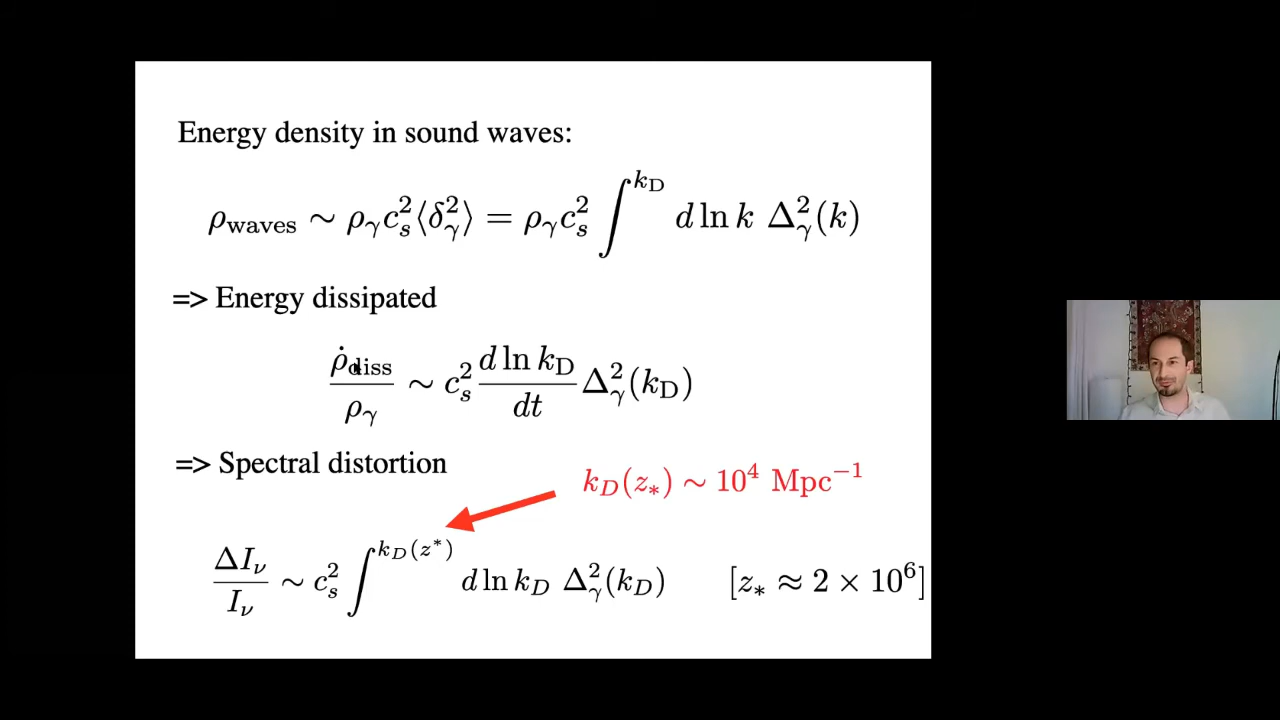 Energy density in sound waves:
ρ_waves ∼ ρ_γ c_s^2 ⟨δ_γ^2⟩ = ρ_γ c_s^2 ∫^{k_D} d ln k Δ_γ^2(k)
=> Energy dissipated
ρ̇_diss / ρ_γ ∼ c_s^2 (d ln k_D / dt) Δ_γ^2(k_D)
=> Spectral distortion
k_D(z_*) ∼ 10^4 Mpc^{-1}
ΔI_ν / I_ν ∼ c_s^2 ∫^{k_D(z^*)} d ln k_D Δ_γ^2(k_D) [z_* ≈ 2 × 10^6]